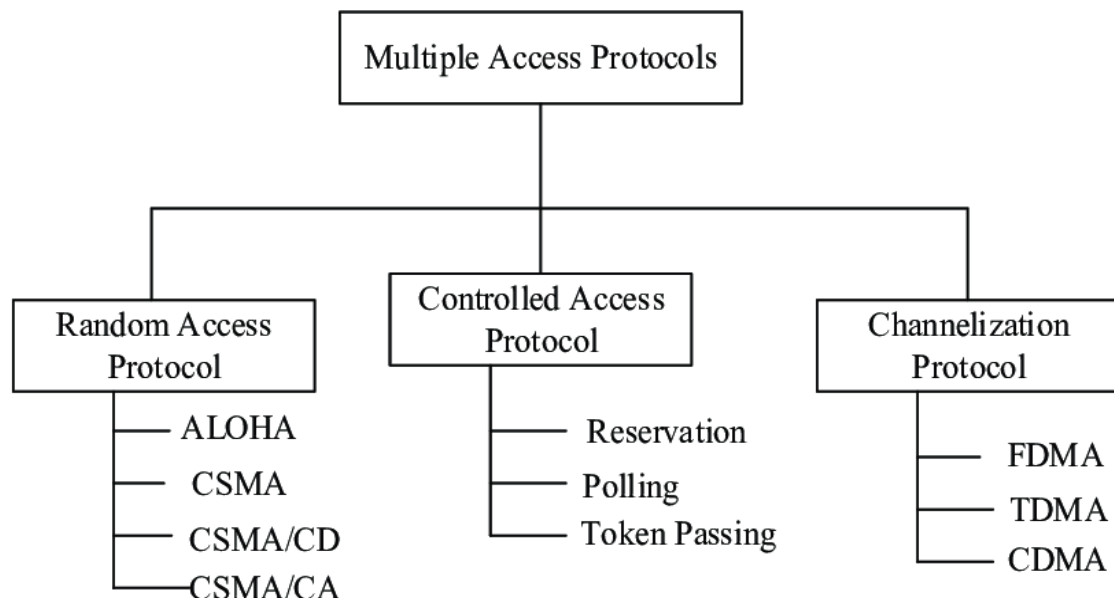 Multiple Access Protocols
Random Access
Protocol
ALOHA
CSMA
CSMA/CD
CSMA/CA
Controlled Access
Protocol
Reservation
Polling
Token Passing
Channelization
Protocol
FDMA
TDMA
CDMA